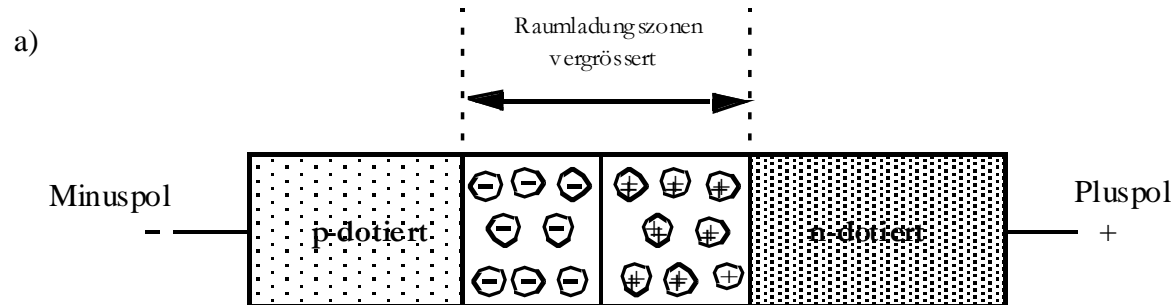 a)
Raumladungszonen
vergrössert
Minuspol
-
p-dotiert
n-dotiert
Pluspol
+